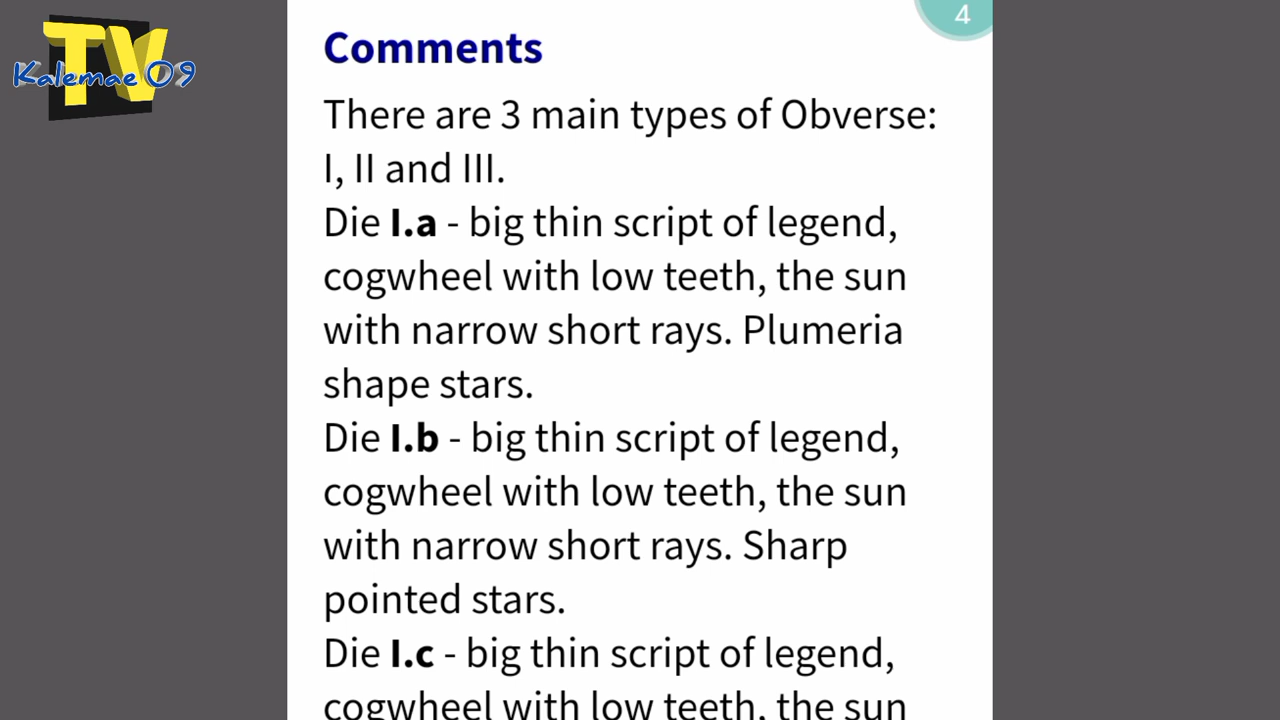 TV
Kalemae 09
4
Comments
There are 3 main types of Obverse:
I, II and III.
Die I.a - big thin script of legend,
cogwheel with low teeth, the sun
with narrow short rays. Plumeria
shape stars.
Die I.b - big thin script of legend,
cogwheel with low teeth, the sun
with narrow short rays. Sharp
pointed stars.
Die I.c - big thin script of legend,
cogwheel with low teeth, the sun